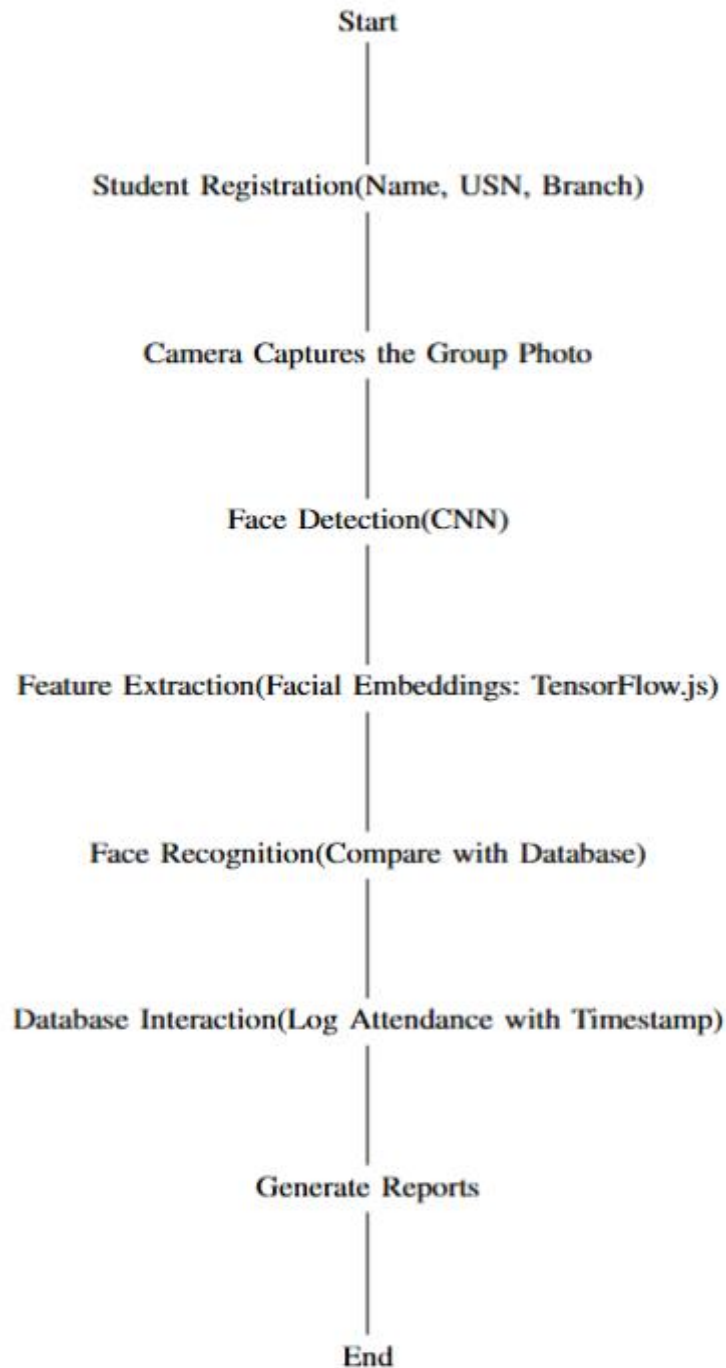 Start
Student Registration(Name, USN, Branch)
Camera Captures the Group Photo
Face Detection(CNN)
Feature Extraction(Facial Embeddings: TensorFlow.js)
Face Recognition(Compare with Database)
Database Interaction(Log Attendance with Timestamp)
Generate Reports
End